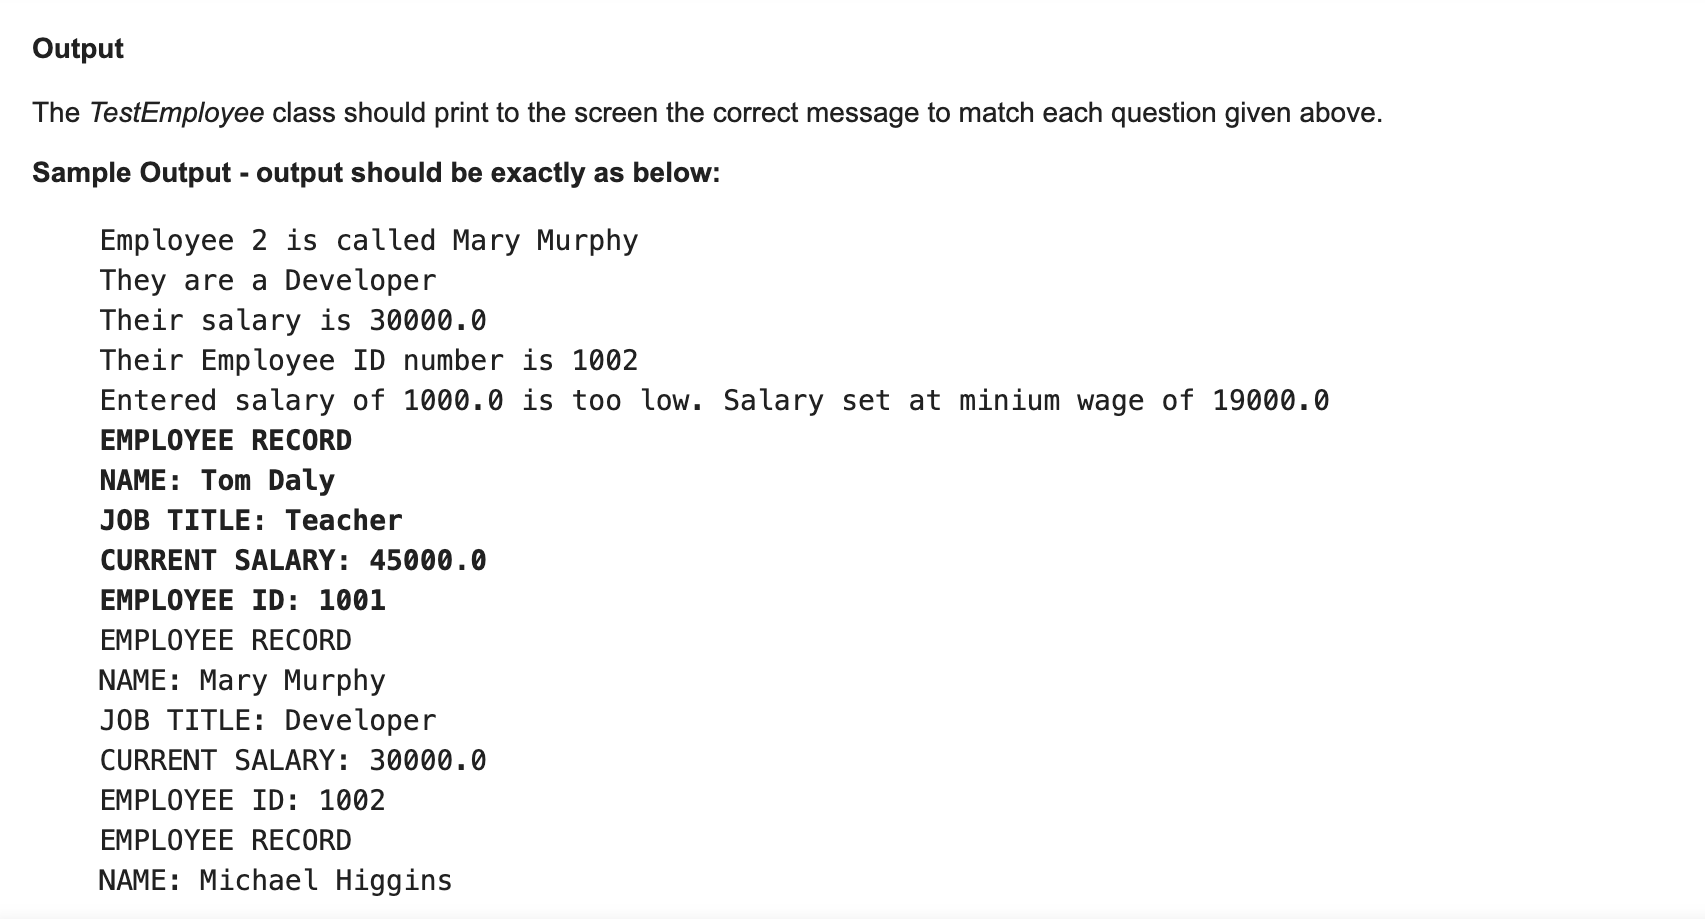 Output
The TestEmployee class should print to the screen the correct message to match each question given above.
Sample Output - output should be exactly as below:
Employee 2 is called Mary Murphy
They are a Developer
Their salary is 30000.0
Their Employee ID number is 1002
Entered salary of 1000.0 is too low. Salary set at minium wage of 19000.0
EMPLOYEE RECORD
NAME: Tom Daly
JOB TITLE: Teacher
CURRENT SALARY: 45000.0
EMPLOYEE ID: 1001
EMPLOYEE RECORD
NAME: Mary Murphy
JOB TITLE: Developer
CURRENT SALARY: 30000.0
EMPLOYEE ID: 1002
EMPLOYEE RECORD
NAME: Michael Higgins